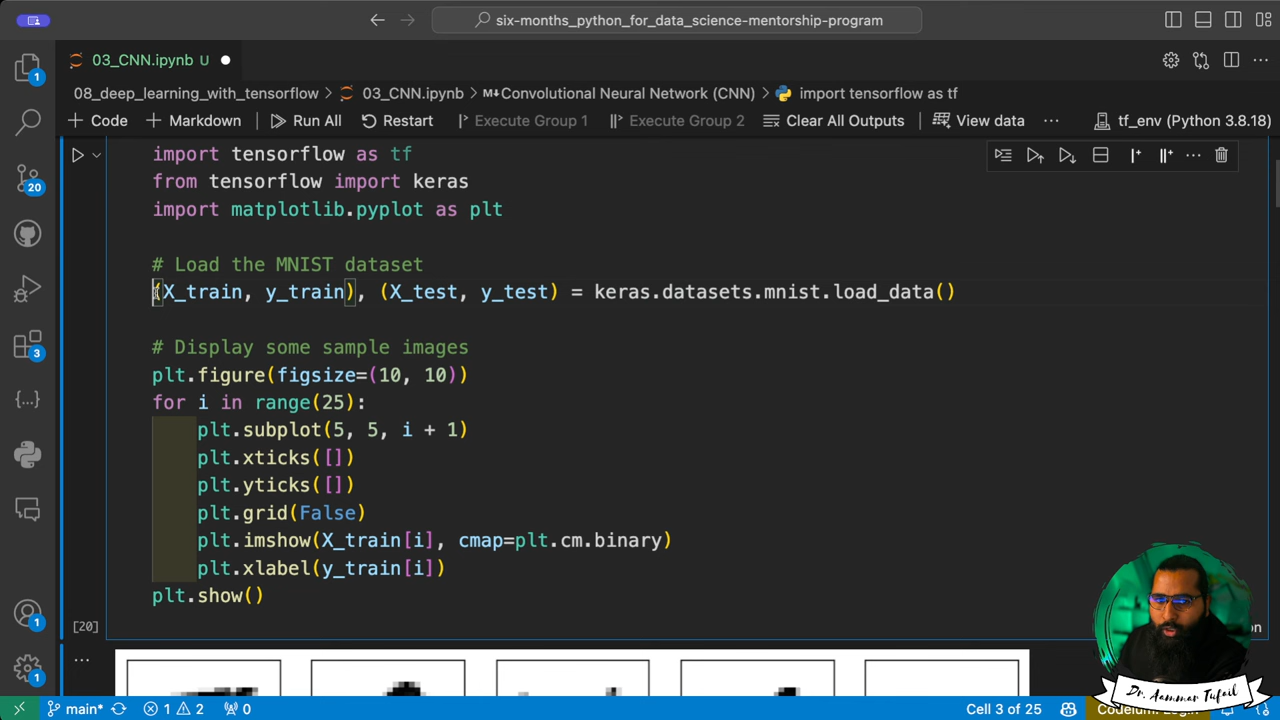 six-months_python_for_data_science-mentorship-program
03_CNN.ipynb U
08_deep_learning_with_tensorflow > 03_CNN.ipynb > M↓Convolutional Neural Network (CNN) > import tensorflow as tf
+ Code + Markdown Run All Restart Execute Group 1 Execute Group 2 Clear All Outputs View data ... tf_env (Python 3.8.18)
import tensorflow as tf
from tensorflow import keras
import matplotlib.pyplot as plt
# Load the MNIST dataset
(X_train, y_train), (X_test, y_test) = keras.datasets.mnist.load_data()
# Display some sample images
plt.figure(figsize=(10, 10))
for i in range(25):
plt.subplot(5, 5, i + 1)
plt.xticks([])
plt.yticks([])
plt.grid(False)
plt.imshow(X_train[i], cmap=plt.cm.binary)
plt.xlabel(y_train[i])
plt.show()
[20]
1
20
3
1
1
Dr. Aammar Tufail
main* 1 2 0 Cell 3 of 25